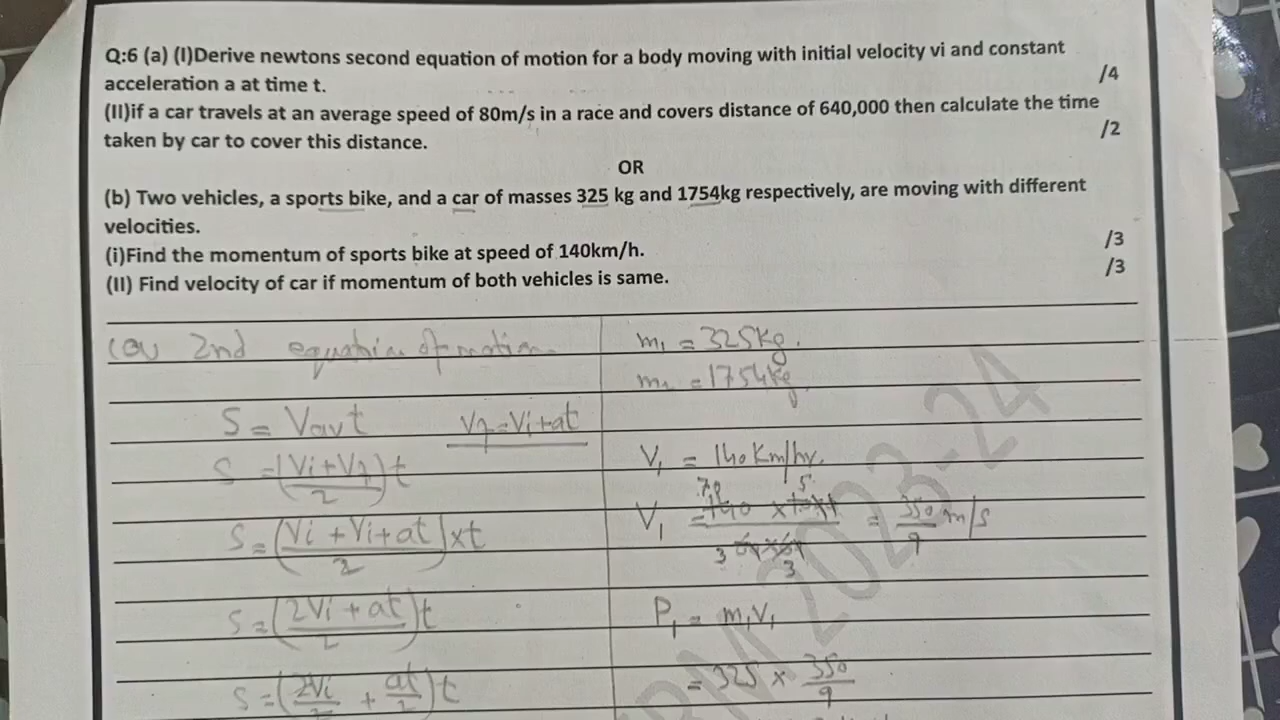 Q:6 (a) (I)Derive newtons second equation of motion for a body moving with initial velocity vi and constant
acceleration a at time t.
/4
(II)if a car travels at an average speed of 80m/s in a race and covers distance of 640,000 then calculate the time
taken by car to cover this distance.
/2
OR
(b) Two vehicles, a sports bike, and a car of masses 325 kg and 1754kg respectively, are moving with different
velocities.
(i)Find the momentum of sports bike at speed of 140km/h.
/3
(II) Find velocity of car if momentum of both vehicles is same.
/3
2nd equation of motion.
S = Vavt
Vf = Vi+at
S = (Vi+Vf/2)t
S = (Vi + Vi + at/2)xt
S = (2Vi + at/2)t
S = (2Vi/2 + at/2)t
m1 = 325Kg.
m2 = 1754Kg.
V1 = 140Km/hr.
V1 = = 350/9 m/s
P1 = m1V1
= 325 x 350/9
2023-24